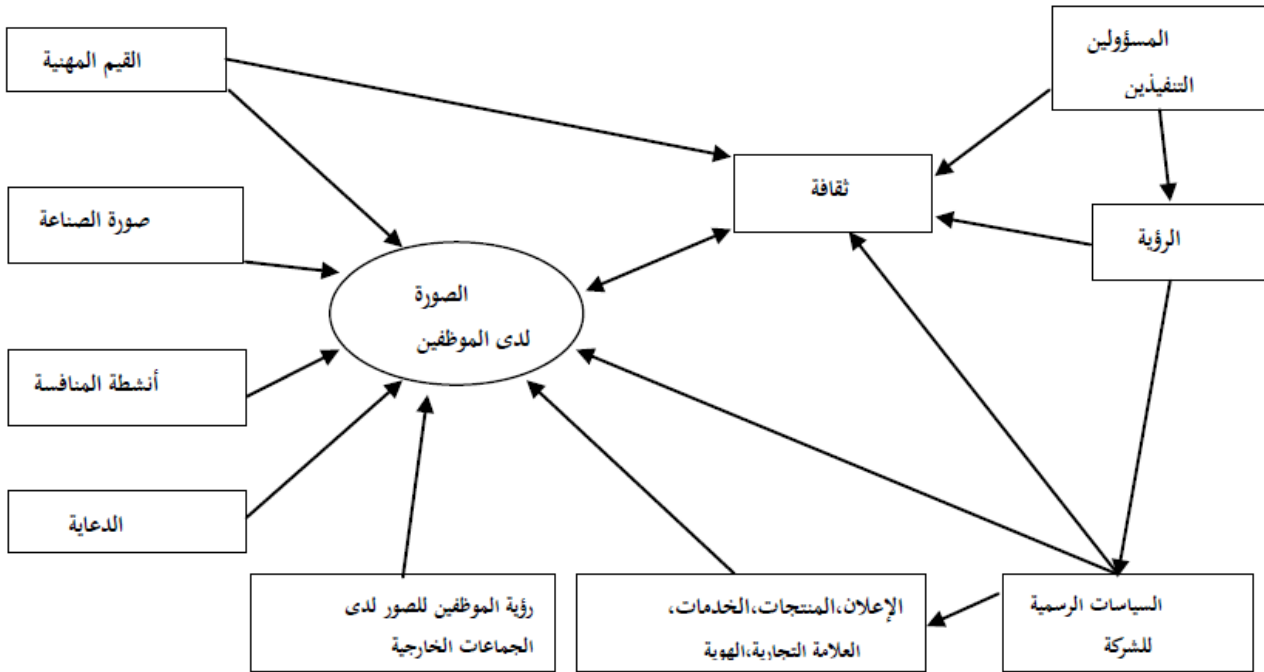 المسؤولين
التنفيذين
القيم المهنية
ثقافة
صورة الصناعة
الرؤية
الصورة
لدى الموظفين
أنشطة المنافسة
الدعاية
السياسات الرسمية
للشركة
الإعلان،المنتجات،الخدمات،
العلامة التجارية،الهوية
رؤية الموظفين للصور لدى
الجماعات الخارجية